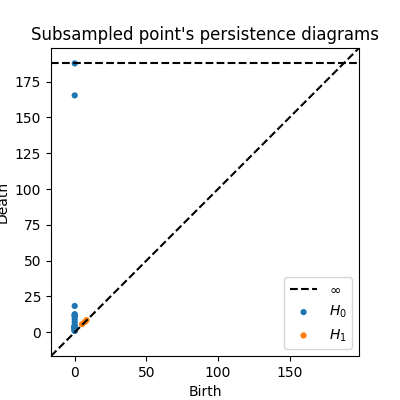 Subsampled point's persistence diagrams
175
150
125
100
75
50
25
0
Death
0 50 100 150
Birth
∞
H₀
H₁